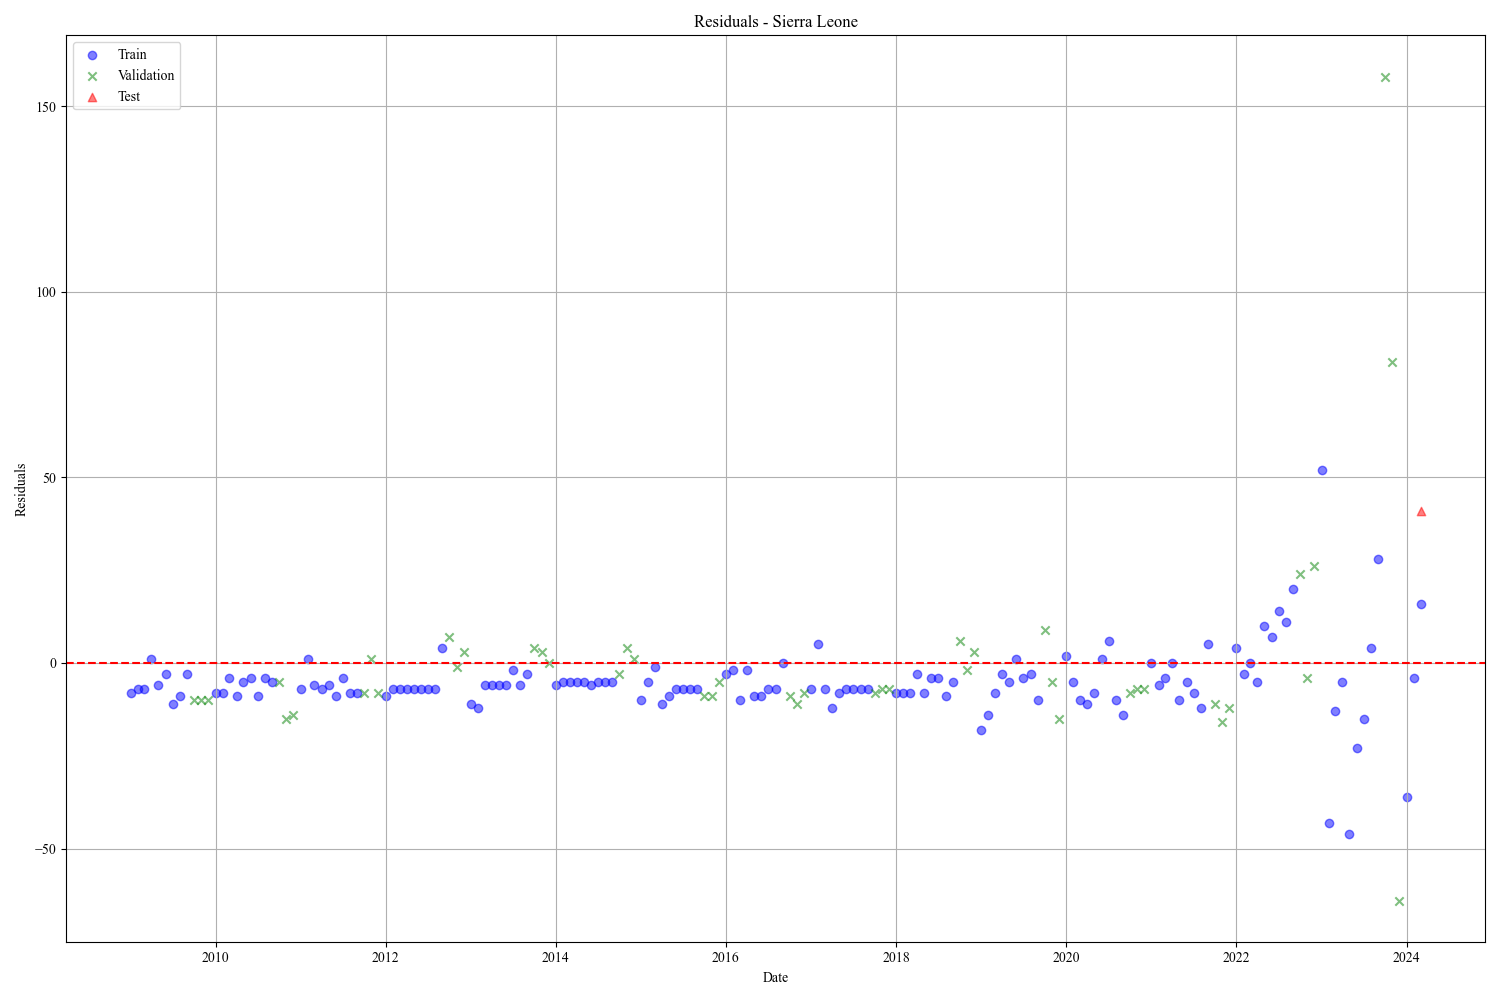 Residuals - Sierra Leone
Train
Validation
Test
150
100
50
0
−50
Residuals
2010 2012 2014 2016 2018 2020 2022 2024
Date